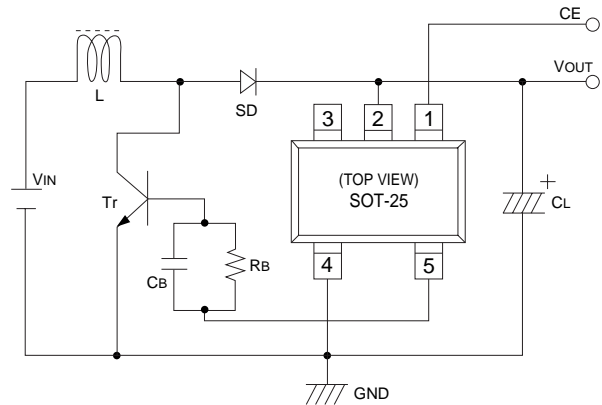 CE
VOUT
L
SD
3 2 1
VIN
Tr
(TOP VIEW)
SOT-25
+
CL
CB
RB
4 5
GND